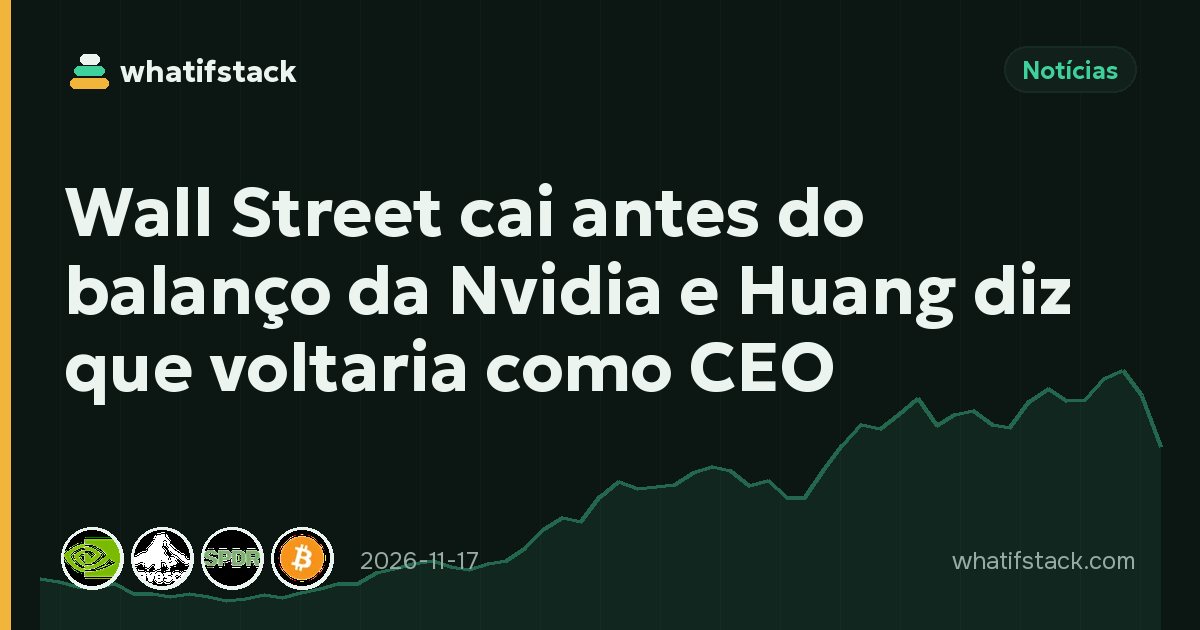 whatifstack
Notícias
Wall Street cai antes do
balanço da Nvidia e Huang diz
que voltaria como CEO
SPDR
2026-11-17
whatifstack.com